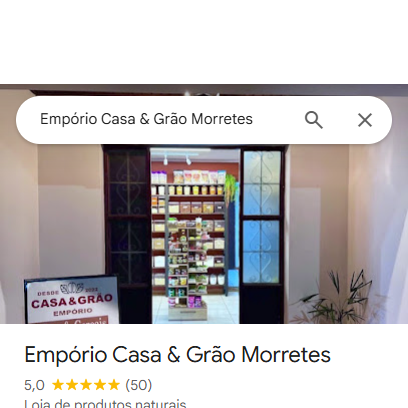 Empório Casa & Grão Morretes
DESDE
CASA&GRÃO
EMPÓRIO
Empório Casa & Grão Morretes
5,0 ★★★★★ (50)
Loja de produtos naturais